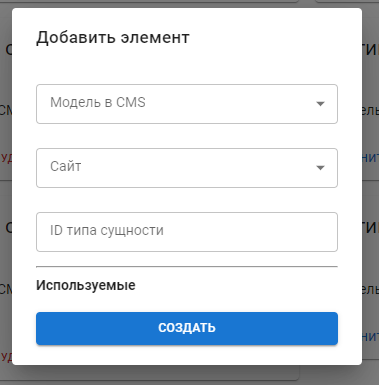 Добавить элемент
Модель в CMS
Сайт
ID типа сущности
Используемые
СОЗДАТЬ